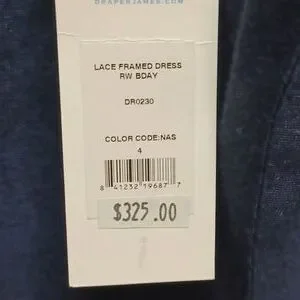 DRAPERJAMES.COM
LACE FRAMED DRESS
RW BDAY
DR0230
COLOR CODE:NAS
4
8 41232 19687 7
$325.00